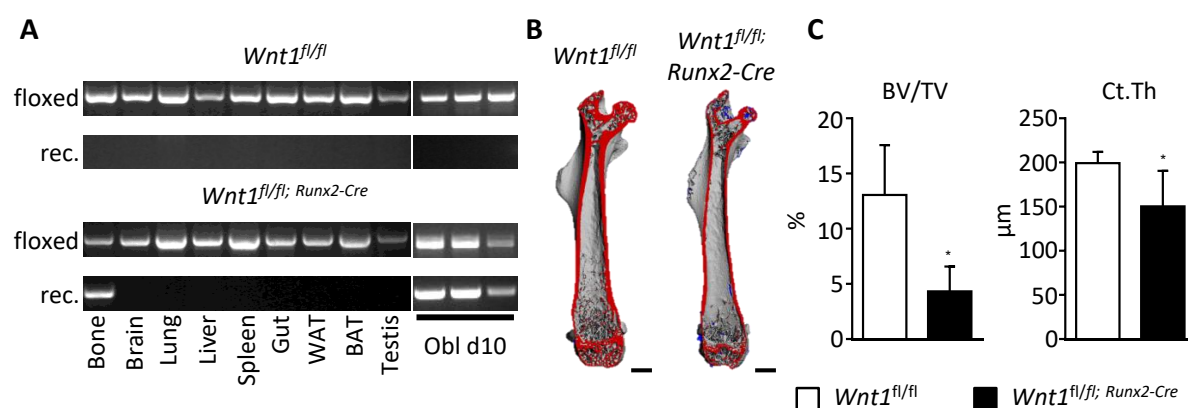 A
Wnt1fl/fl
floxed
rec.
Wnt1fl/fl; Runx2-Cre
floxed
rec.
Bone
Brain
Lung
Liver
Spleen
Gut
WAT
BAT
Testis
Obl d10
B
Wnt1fl/fl
Wnt1fl/fl;
Runx2-Cre
C
BV/TV
20
15
10
5
0
%
*
Ct.Th
250
200
150
100
50
0
µm
*
Wnt1fl/fl
Wnt1fl/fl; Runx2-Cre